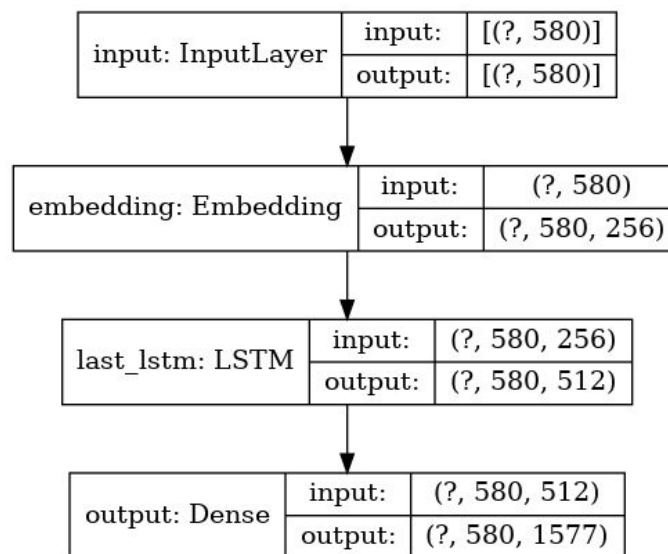 input: InputLayer input: [(?, 580)]
output: [(?, 580)]
embedding: Embedding input: (?, 580)
output: (?, 580, 256)
last_lstm: LSTM input: (?, 580, 256)
output: (?, 580, 512)
output: Dense input: (?, 580, 512)
output: (?, 580, 1577)